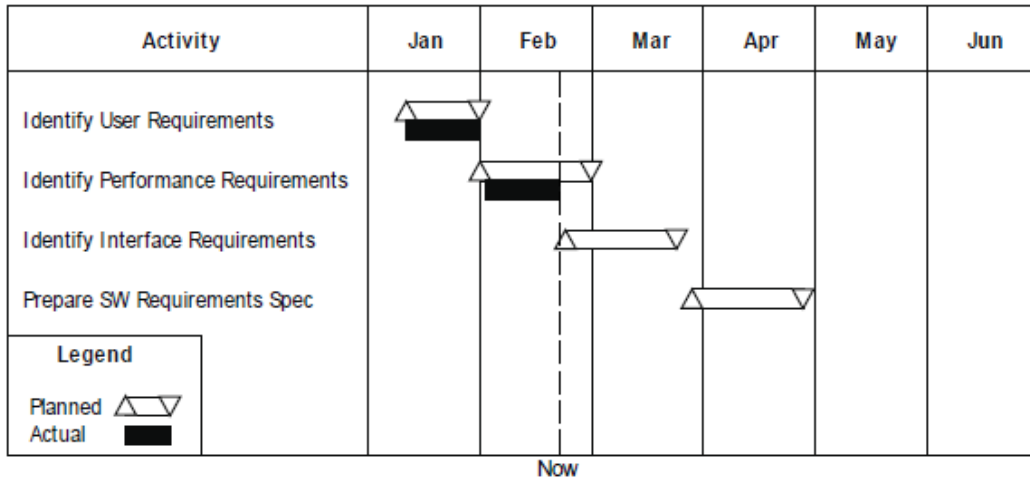 Activity Jan Feb Mar Apr May Jun
Identify User Requirements
Identify Performance Requirements
Identify Interface Requirements
Prepare SW Requirements Spec
Legend
Planned
Actual
Now